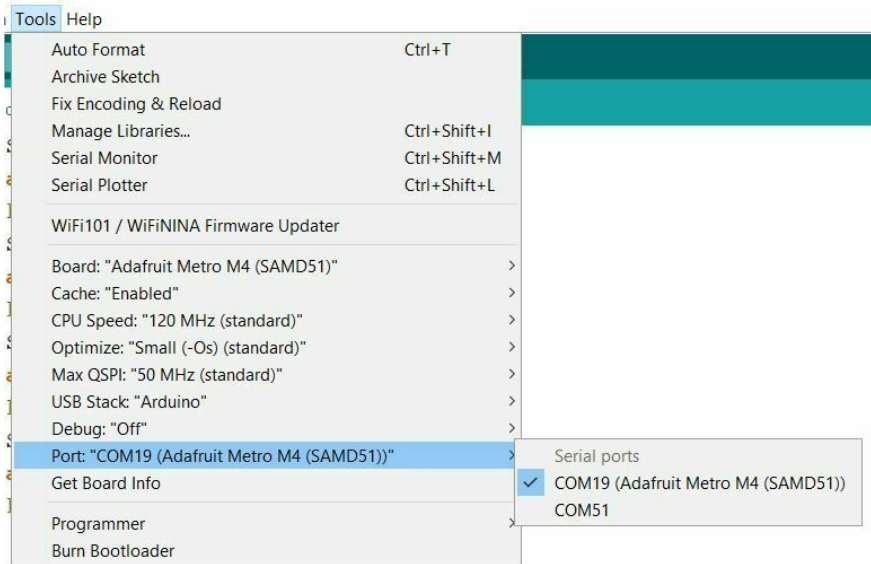 Tools Help
Auto Format Ctrl+T
Archive Sketch
Fix Encoding & Reload
Manage Libraries... Ctrl+Shift+I
Serial Monitor Ctrl+Shift+M
Serial Plotter Ctrl+Shift+L
WiFi101 / WiFiNINA Firmware Updater
Board: "Adafruit Metro M4 (SAMD51)"
Cache: "Enabled"
CPU Speed: "120 MHz (standard)"
Optimize: "Small (-Os) (standard)"
Max QSPI: "50 MHz (standard)"
USB Stack: "Arduino"
Debug: "Off"
Port: "COM19 (Adafruit Metro M4 (SAMD51))"
Serial ports
COM19 (Adafruit Metro M4 (SAMD51))
COM51
Get Board Info
Programmer
Burn Bootloader